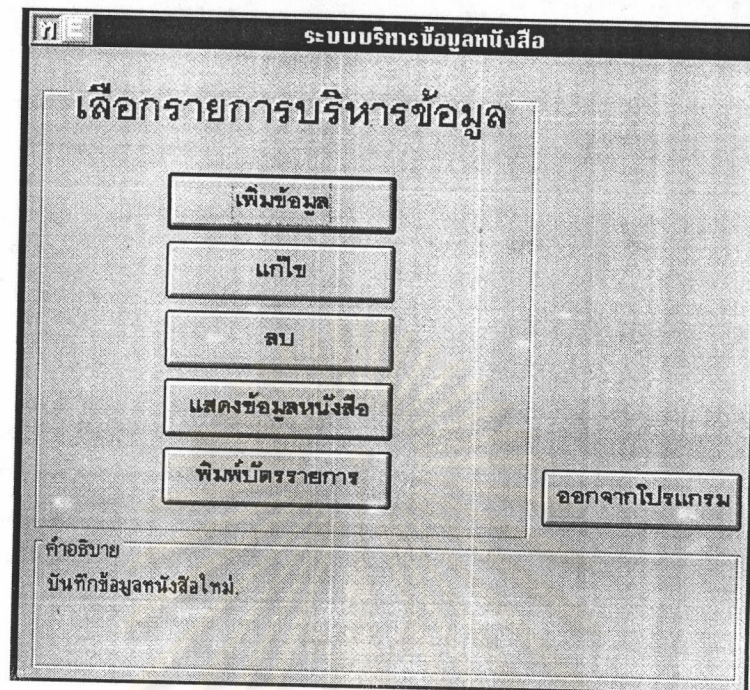 ระบบบริหารข้อมูลหนังสือ
เลือกรายการบริหารข้อมูล
เพิ่มข้อมูล
แก้ไข
ลบ
แสดงข้อมูลหนังสือ
พิมพ์บัตรรายการ
ออกจากโปรแกรม
คำอธิบาย
บันทึกข้อมูลหนังสือใหม่.